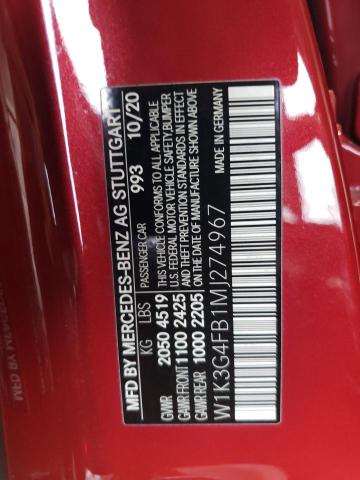 MFD BY MERCEDES-BENZ AG STUTTGART
PASSENGER CAR 993 10/20
KG LBS
GWR 2050 4519
GAWR FRONT 1100 2425
GAWR REAR 1000 2205
THIS VEHICLE CONFORMS TO ALL APPLICABLE
U.S. FEDERAL MOTOR VEHICLE SAFETY, BUMPER
AND THEFT PREVENTION STANDARDS IN EFFECT
ON THE DATE OF MANUFACTURE SHOWN ABOVE
MADE IN GERMANY
W1K3G4FB1MJ274967